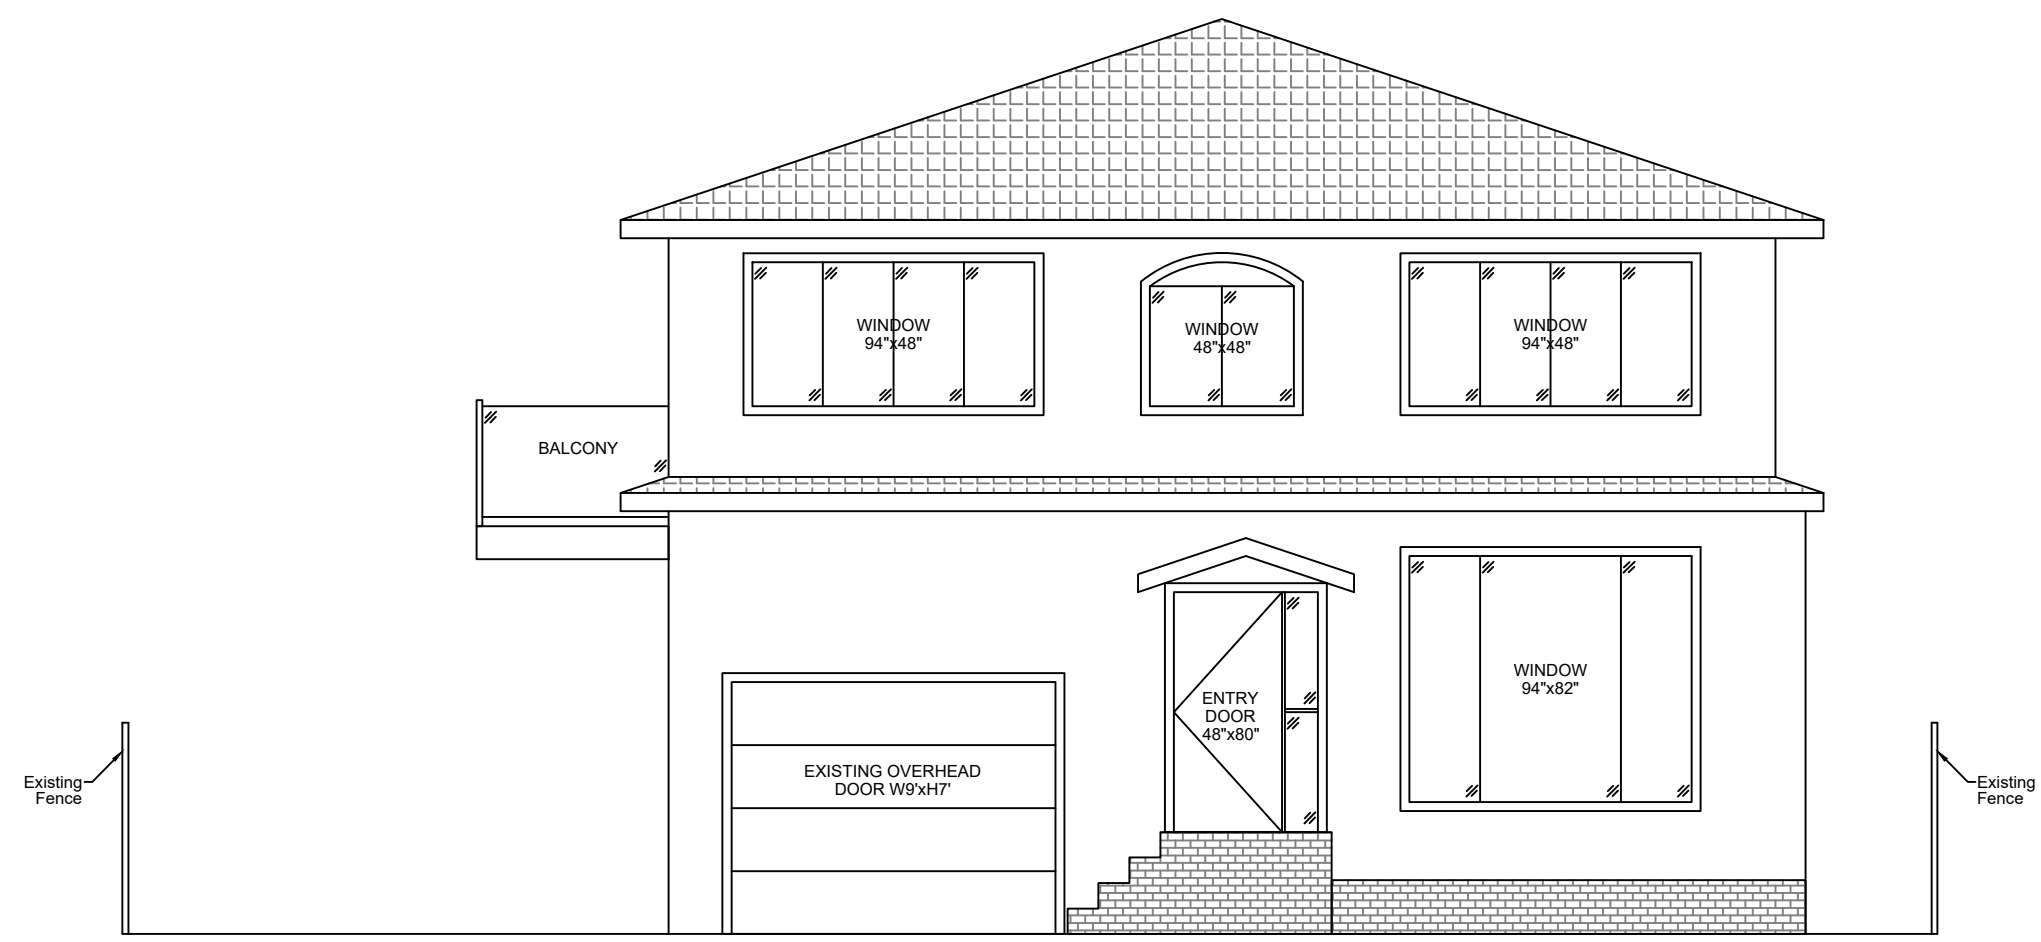 WINDOW
94"x48"
WINDOW
48"x48"
WINDOW
94"x48"
BALCONY
WINDOW
94"x82"
ENTRY
DOOR
48"x80"
EXISTING OVERHEAD
DOOR W9'xH7'
Existing
Fence
Existing
Fence